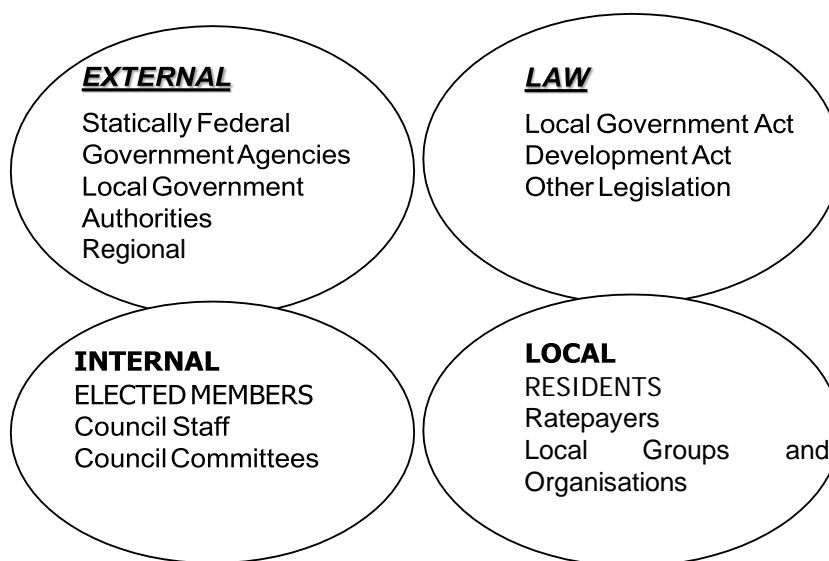 EXTERNAL
Statically Federal
Government Agencies
Local Government
Authorities
Regional
LAW
Local Government Act
Development Act
Other Legislation
INTERNAL
ELECTED MEMBERS
Council Staff
Council Committees
LOCAL
RESIDENTS
Ratepayers
Local Groups and
Organisations